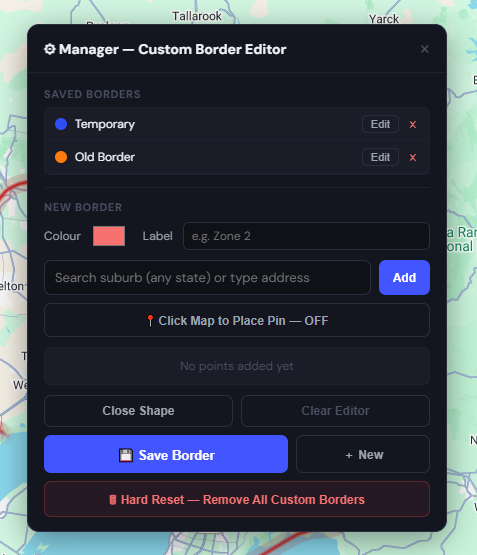 Tallarook
Yarck
⚙ Manager — Custom Border Editor
×
SAVED BORDERS
Temporary
Edit
×
Old Border
Edit
×
NEW BORDER
Colour
Label
e.g. Zone 2
Search suburb (any state) or type address
Add
📍 Click Map to Place Pin — OFF
No points added yet
Close Shape
Clear Editor
💾 Save Border
+ New
🗑 Hard Reset — Remove All Custom Borders